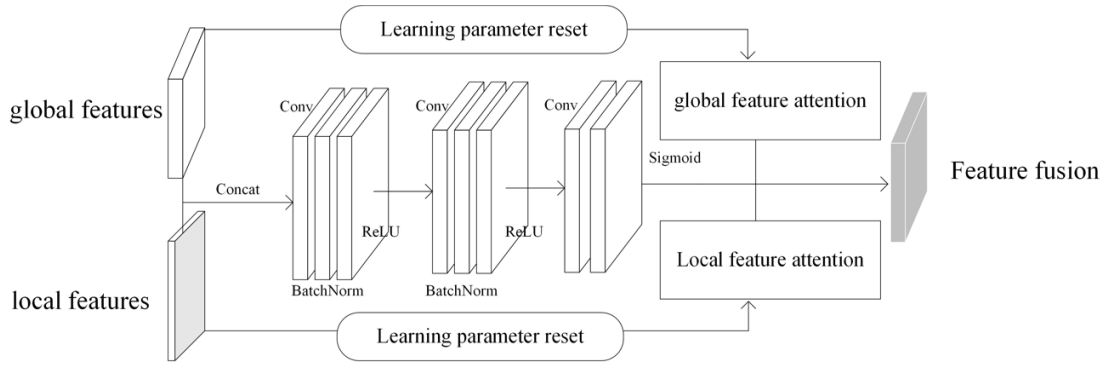 Learning parameter reset
global features
Conv
Conv
Conv
global feature attention
Sigmoid
Concat
Feature fusion
ReLU
ReLU
Local feature attention
BatchNorm
BatchNorm
local features
Learning parameter reset